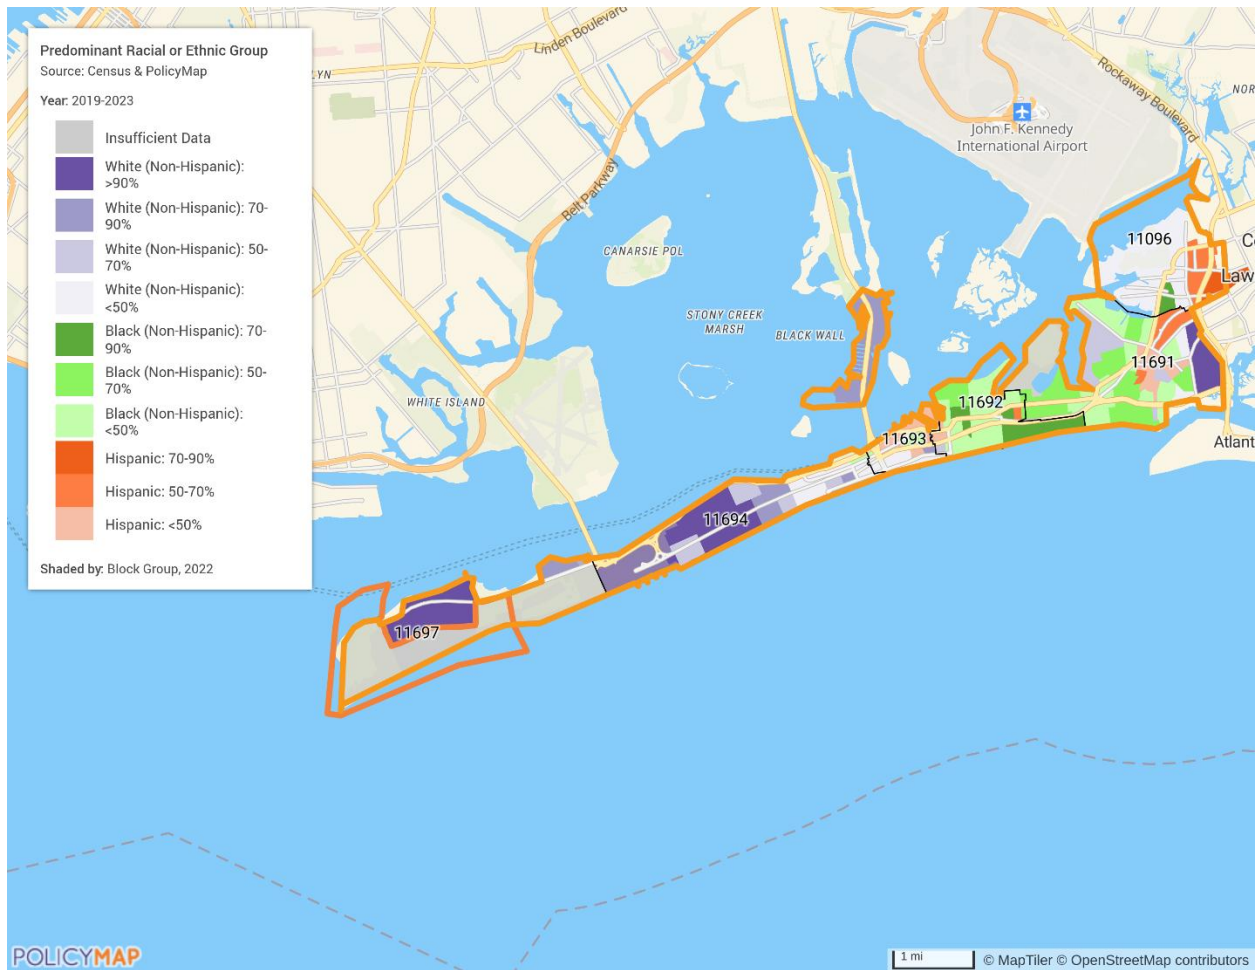 Predominant Racial or Ethnic Group
Source: Census & PolicyMap
Year: 2019-2023
Insufficient Data
White (Non-Hispanic):
>90%
White (Non-Hispanic): 70-
90%
White (Non-Hispanic): 50-
70%
White (Non-Hispanic):
<50%
Black (Non-Hispanic): 70-
90%
Black (Non-Hispanic): 50-
70%
Black (Non-Hispanic):
<50%
Hispanic: 70-90%
Hispanic: 50-70%
Hispanic: <50%
Shaded by: Block Group, 2022
Linden Boulevard
LYN
Belt Parkway
Rockaway Boulevard
NOR
John F. Kennedy
International Airport
CANARSIE POL
11096
Ce
Law
STONY CREEK
MARSH
BLACK WALL
WHITE ISLAND
11691
11692
11693
Atlant
11694
11697
POLICYMAP
1 mi
© MapTiler © OpenStreetMap contributors